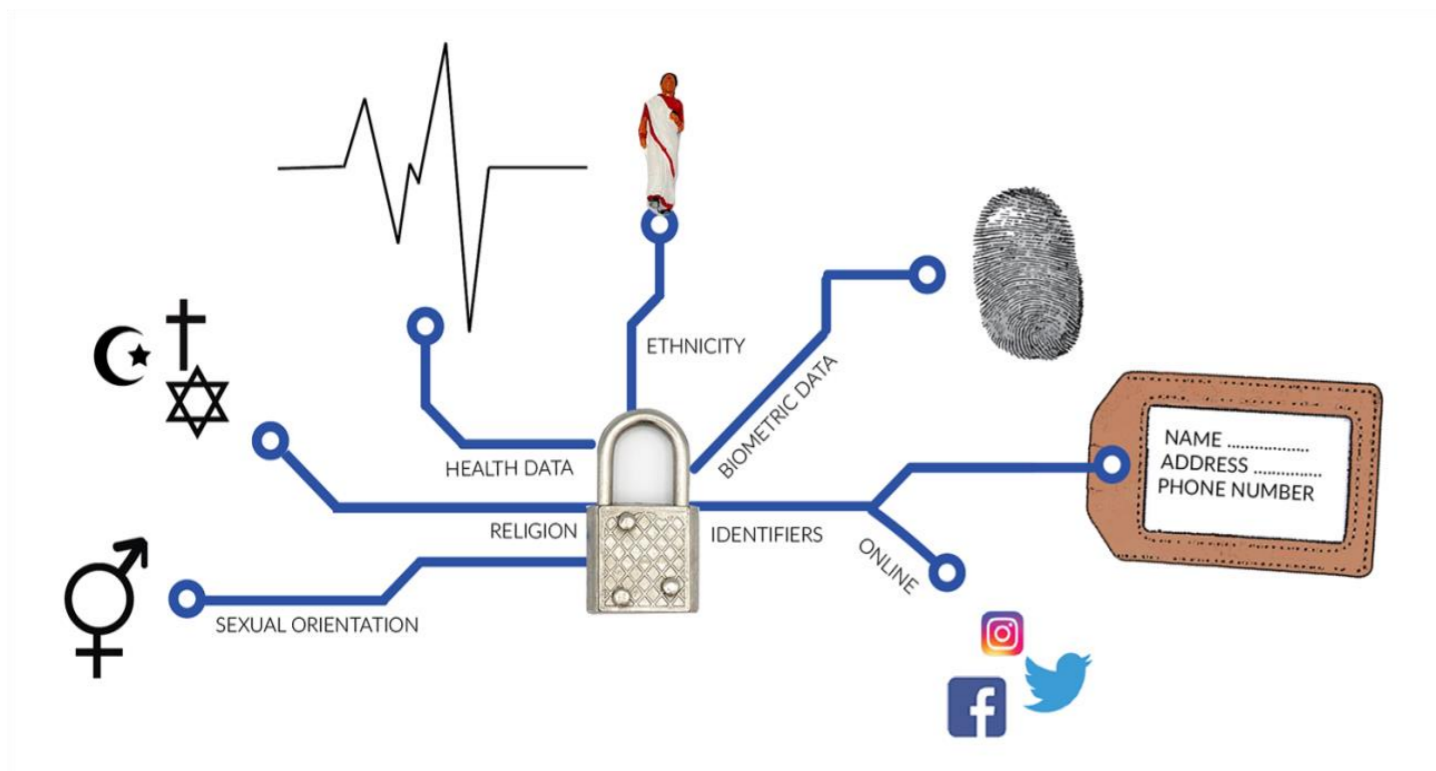 ETHNICITY
BIOMETRIC DATA
HEALTH DATA
RELIGION
IDENTIFIERS
ONLINE
SEXUAL ORIENTATION
NAME ................
ADDRESS ..............
PHONE NUMBER